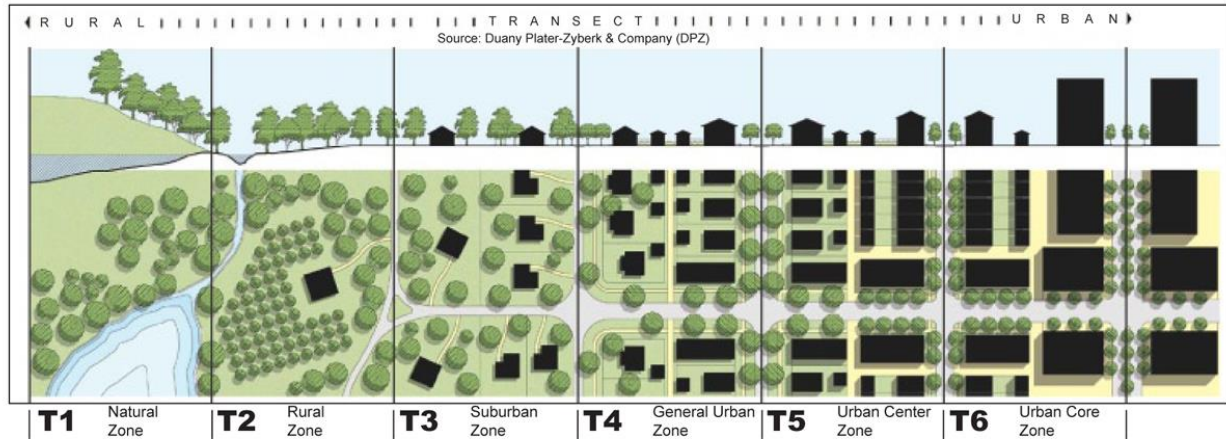 RURAL TRANSECT URBAN
Source: Duany Plater-Zyberk & Company (DPZ)
T1 Natural Zone
T2 Rural Zone
T3 Suburban Zone
T4 General Urban Zone
T5 Urban Center Zone
T6 Urban Core Zone